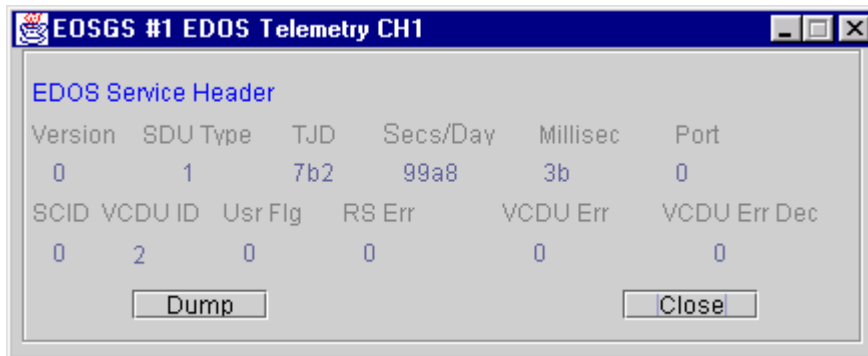 EOSGS #1 EDOS Telemetry CH1
EDOS Service Header
Version SDU Type TJD Secs/Day Millisec Port
0 1 7b2 99a8 3b 0
SCID VCDU ID Usr Flg RS Err VCDU Err VCDU Err Dec
0 2 0 0 0 0
Dump Close